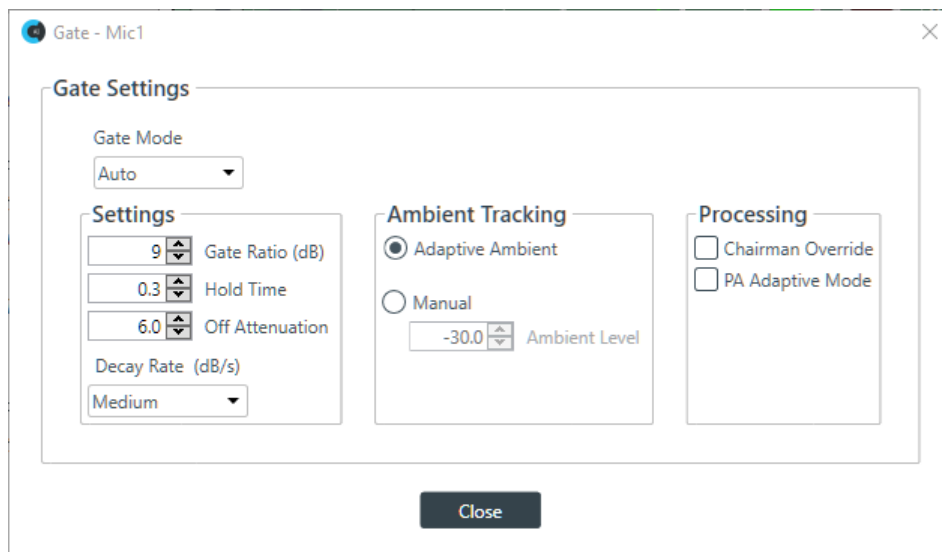 Gate - Mic1
Gate Settings
Gate Mode
Auto
Settings
9 Gate Ratio (dB)
0.3 Hold Time
6.0 Off Attenuation
Decay Rate (dB/s)
Medium
Ambient Tracking
Adaptive Ambient
Manual
-30.0 Ambient Level
Processing
Chairman Override
PA Adaptive Mode
Close